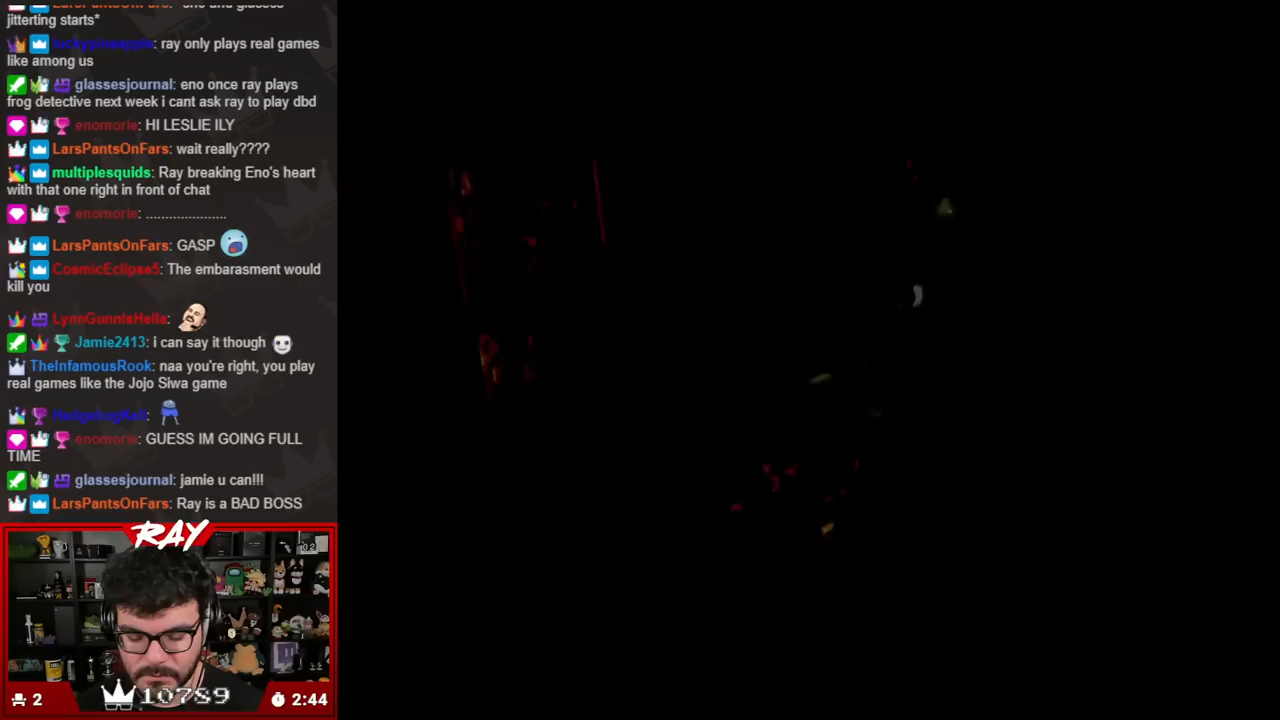 jitterting starts*
luckypineapple: ray only plays real games
like among us
glassesjournal: eno once ray plays
frog detective next week i cant ask ray to play dbd
enomorie: HI LESLIE ILY
LarsPantsOnFars: wait really????
multiplesquids: Ray breaking Eno's heart
with that one right in front of chat
enomorie: .....................
LarsPantsOnFars: GASP
CosmicEclipse5: The embarasment would
kill you
LynnGunnIsHella:
Jamie2413: i can say it though
TheInfamousRook: naa you're right, you play
real games like the Jojo Siwa game
HedgehogKell:
enomorie: GUESS IM GOING FULL
TIME
glassesjournal: jamie u can!!!
LarsPantsOnFars: Ray is a BAD BOSS
RAY
2
10789
2:44